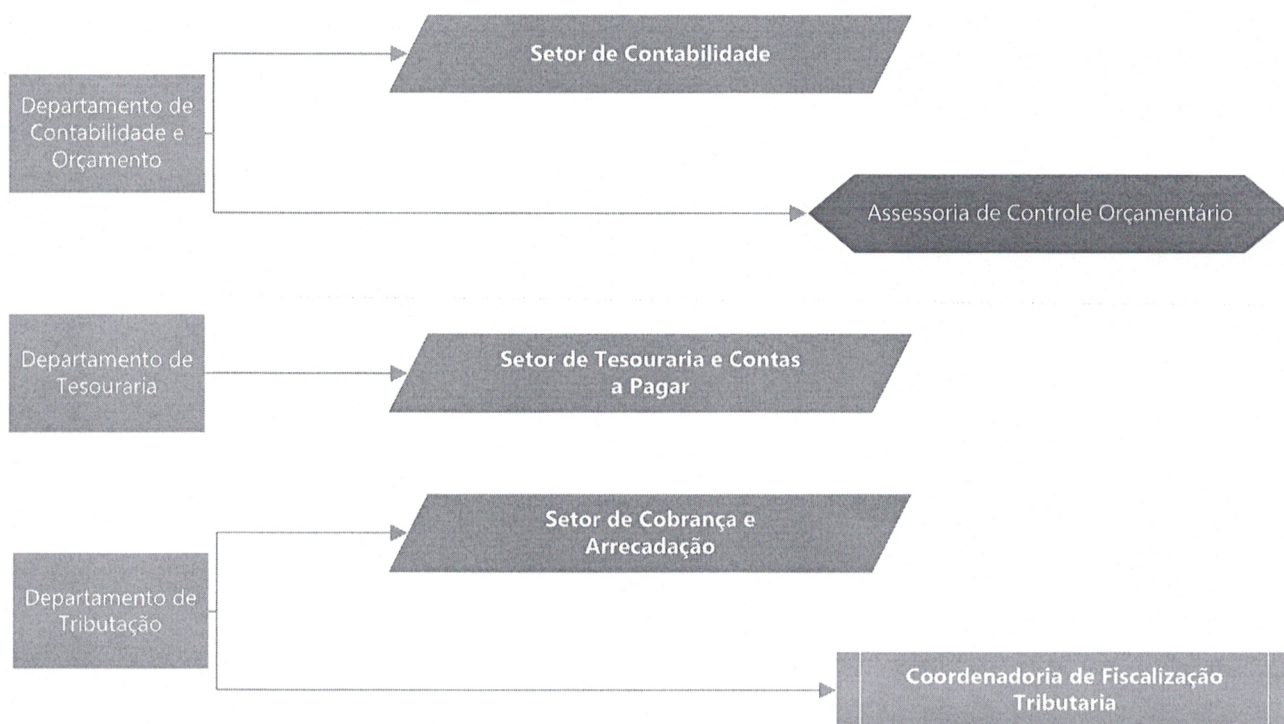 Setor de Contabilidade
Departamento de
Contabilidade e
Orçamento
Assessoria de Controle Orçamentário
Departamento de
Tesouraria
Setor de Tesouraria e Contas
a Pagar
Setor de Cobrança e
Arrecadação
Departamento de
Tributação
Coordenadoria de Fiscalização
Tributaria